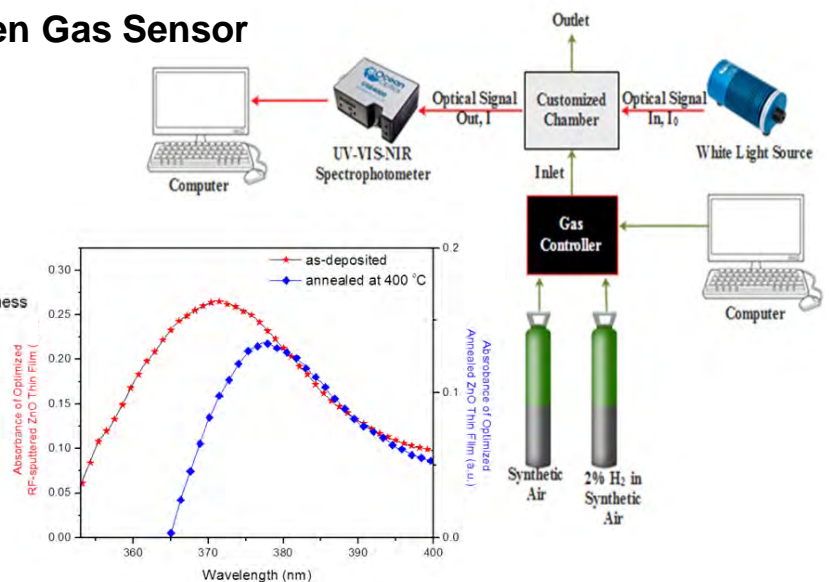 en Gas Sensor
Outlet
Ocean
Optics
Optical Signal
Out, I
Customized
Chamber
Optical Signal
In, I₀
UV-VIS-NIR
Spectrophotometer
White Light Source
Computer
Inlet
Gas
Controller
Computer
Synthetic
Air
2% H₂ in
Synthetic
Air
ness
as-deposited
annealed at 400 °C
0.30
0.25
0.20
0.15
0.10
0.05
0.00
0.2
0.1
0.0
360
370
380
390
400
Wavelength (nm)
Absorbance of Optimized
RF-sputtered ZnO Thin Film (
Absrobance of Optimized
Annealed ZnO Thin Film (a.u.)